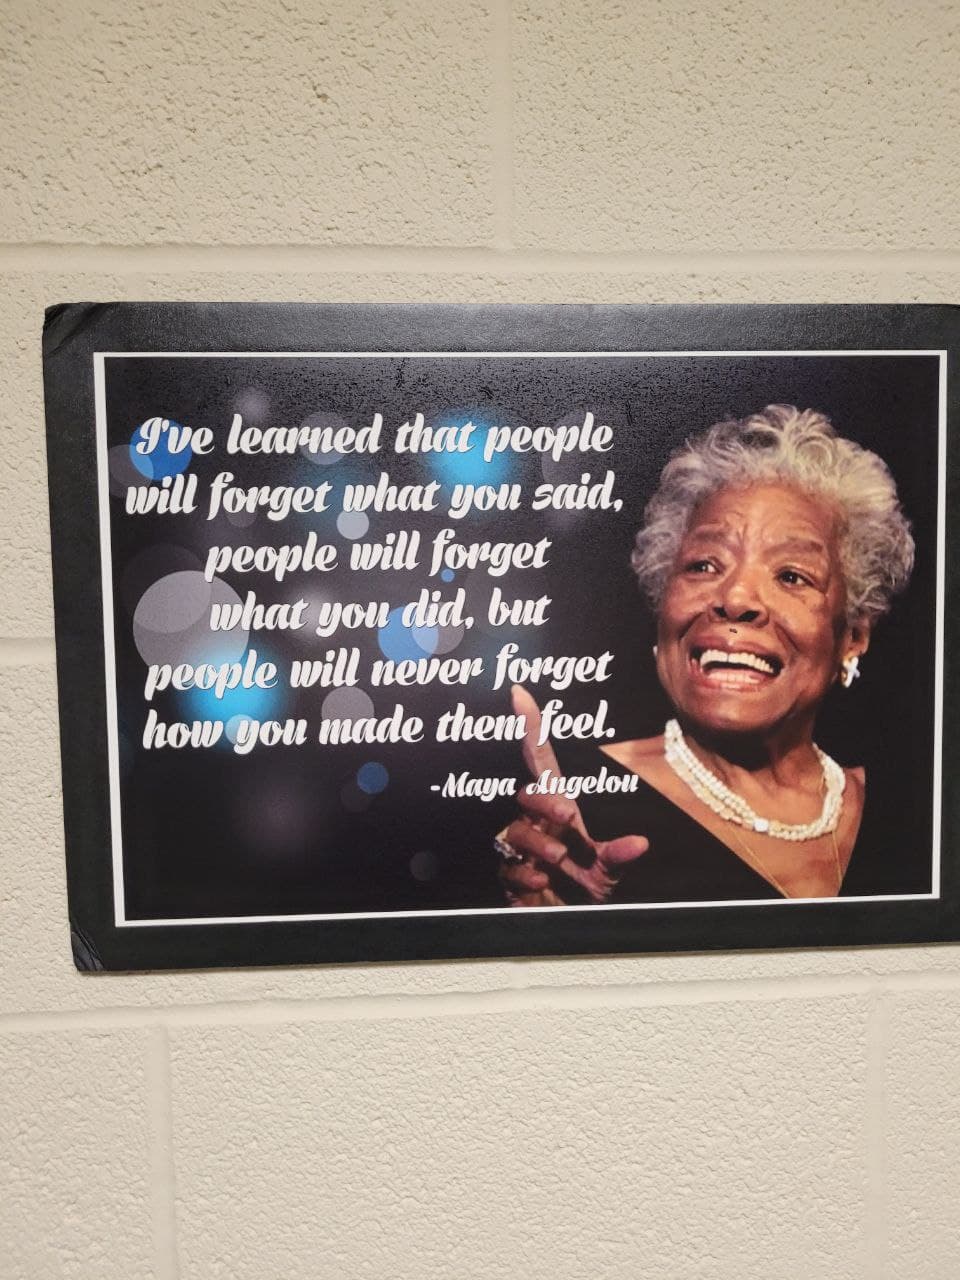 I've learned that people
will forget what you said,
people will forget
what you did, but
people will never forget
how you made them feel.
-Maya Angelou